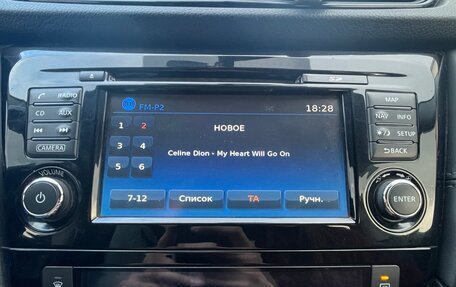 FM-P2 18:28
RADIO MAP
CD AUX NAV INFO
1 2 НОВОЕ
3 4 SETUP
Celine Dion - My Heart Will Go On
CAMERA BACK
5 6
VOLUME
7-12 Список TA Ручн. ENTER